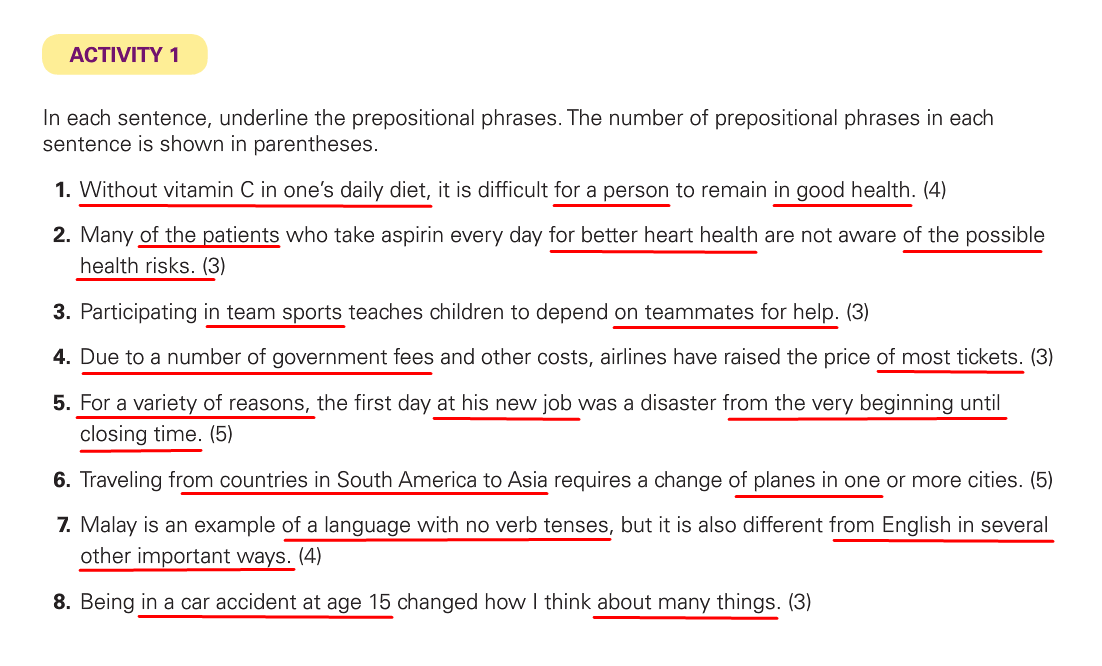 ACTIVITY 1
In each sentence, underline the prepositional phrases. The number of prepositional phrases in each
sentence is shown in parentheses.
1. Without vitamin C in one’s daily diet, it is difficult for a person to remain in good health. (4)
2. Many of the patients who take aspirin every day for better heart health are not aware of the possible
health risks. (3)
3. Participating in team sports teaches children to depend on teammates for help. (3)
4. Due to a number of government fees and other costs, airlines have raised the price of most tickets. (3)
5. For a variety of reasons, the first day at his new job was a disaster from the very beginning until
closing time. (5)
6. Traveling from countries in South America to Asia requires a change of planes in one or more cities. (5)
7. Malay is an example of a language with no verb tenses, but it is also different from English in several
other important ways. (4)
8. Being in a car accident at age 15 changed how I think about many things. (3)